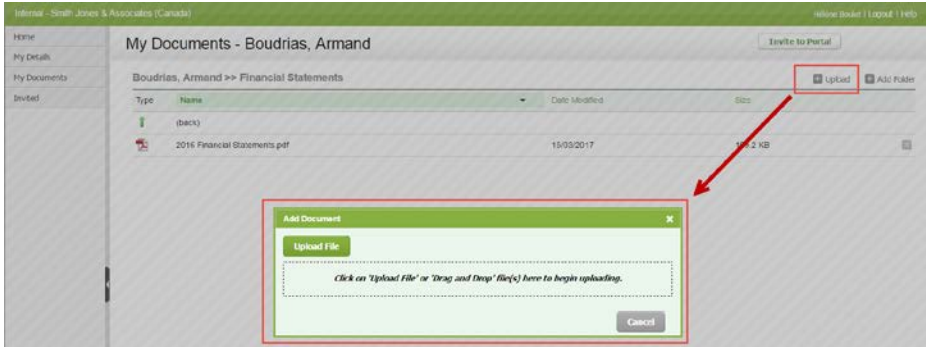 Internal - Smith Jones & Associates (Canada)
Helene Boulet | Logout | Help
Home
My Details
My Documents
Invited
My Documents - Boudrias, Armand
Invite to Portal
Boudrias, Armand >> Financial Statements
Upload
Add Folder
Type Name Date Modified Size
(back)
2016 Financial Statements.pdf 15/03/2017 KB
Add Document
Upload File
Click on 'Upload File' or 'Drag and Drop' file(s) here to begin uploading.
Cancel